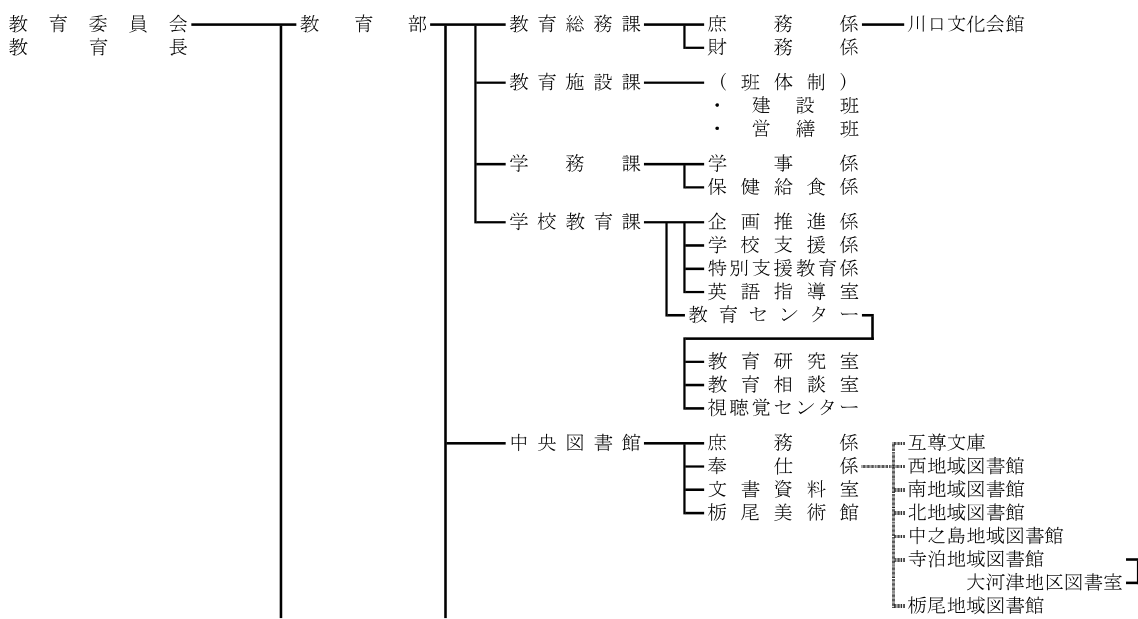 教育委員会 教育部 教育総務課 庶務係 川口文化会館
教育長 財務係
教育施設課 (班体制)
・建設班
・営繕班
学務課 学事係
保健給食係
学校教育課 企画推進係
学校支援係
特別支援教育係
英語指導室
教育センター
教育研究室
教育相談室
視聴覚センター
中央図書館 庶務係 互尊文庫
奉仕係 西地域図書館
文書資料室 南地域図書館
栃尾美術館 北地域図書館
中之島地域図書館
寺泊地域図書館
大河津地区図書室
栃尾地域図書館